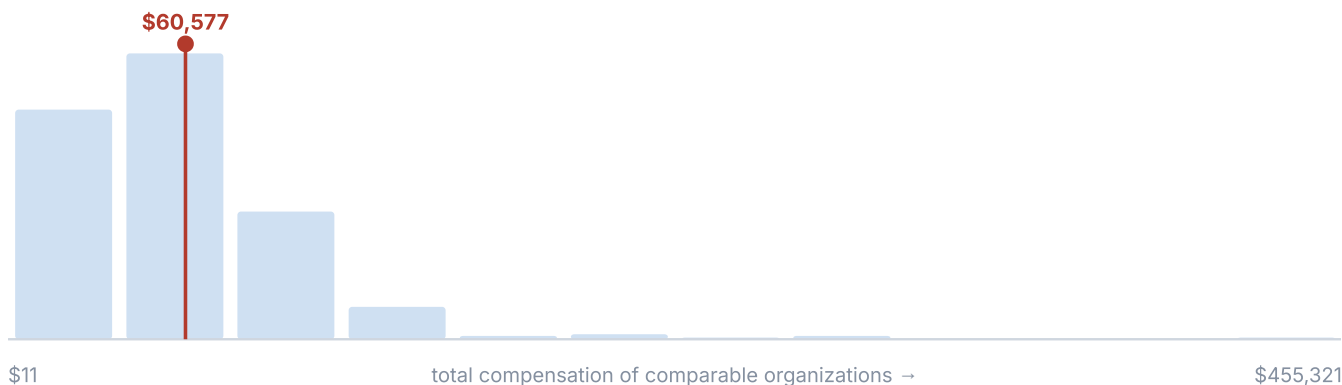 $60,577
$11
total compensation of comparable organizations →
$455,321